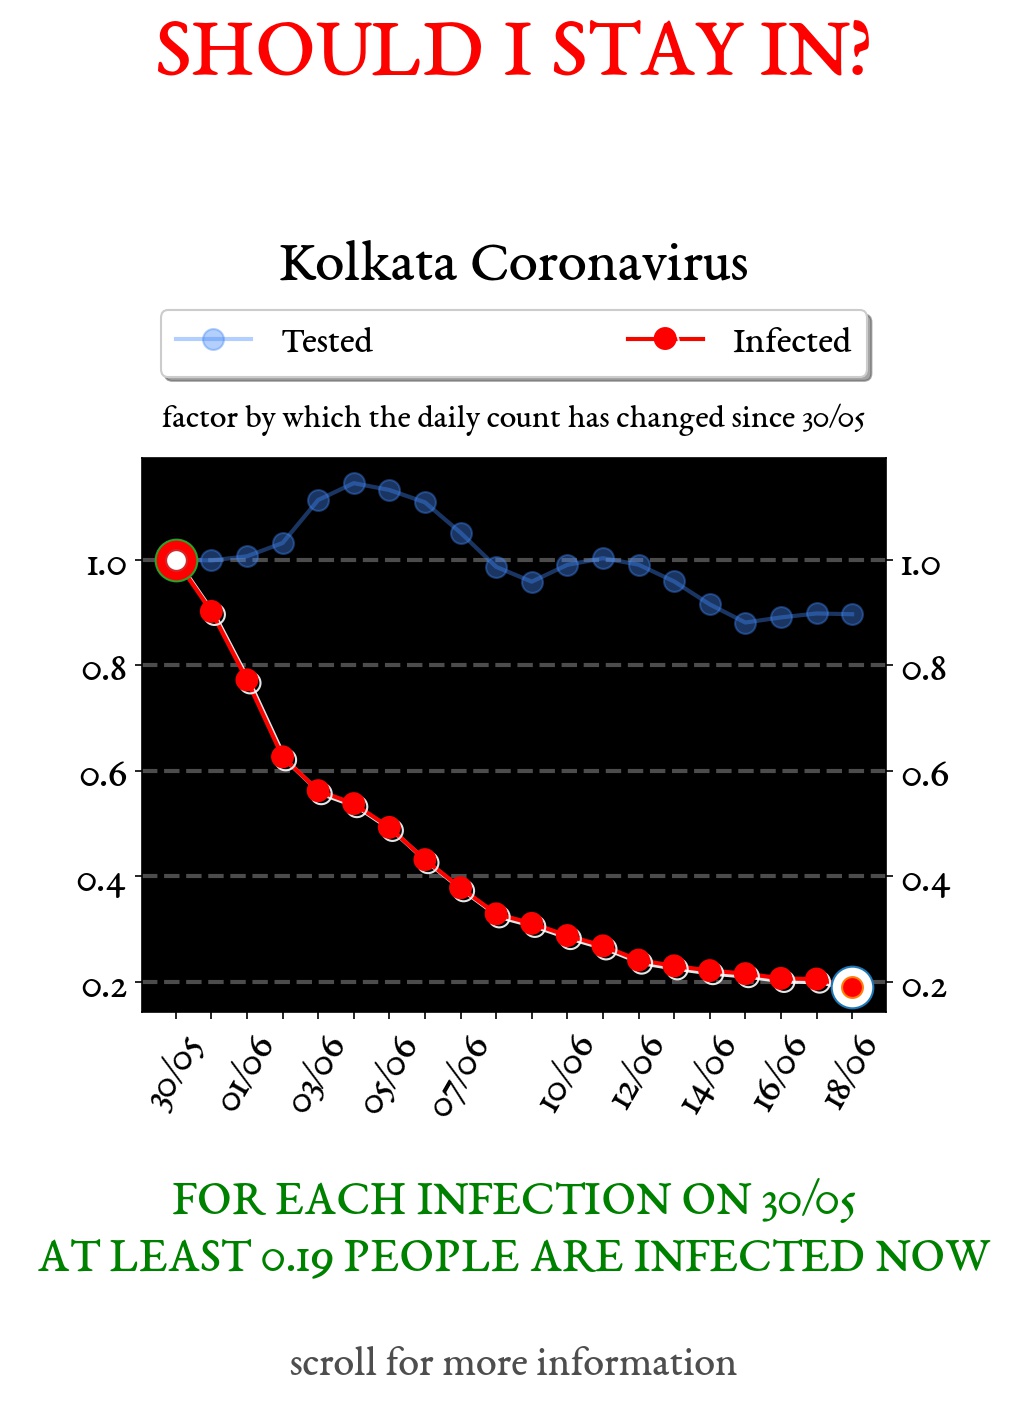 SHOULD I STAY IN?
Kolkata Coronavirus
Tested Infected
factor by which the daily count has changed since 30/05
1.0 1.0
0.8 0.8
0.6 0.6
0.4 0.4
0.2 0.2
30/05 01/06 03/06 05/06 07/06 10/06 12/06 14/06 16/06 18/06
FOR EACH INFECTION ON 30/05
AT LEAST 0.19 PEOPLE ARE INFECTED NOW
scroll for more information